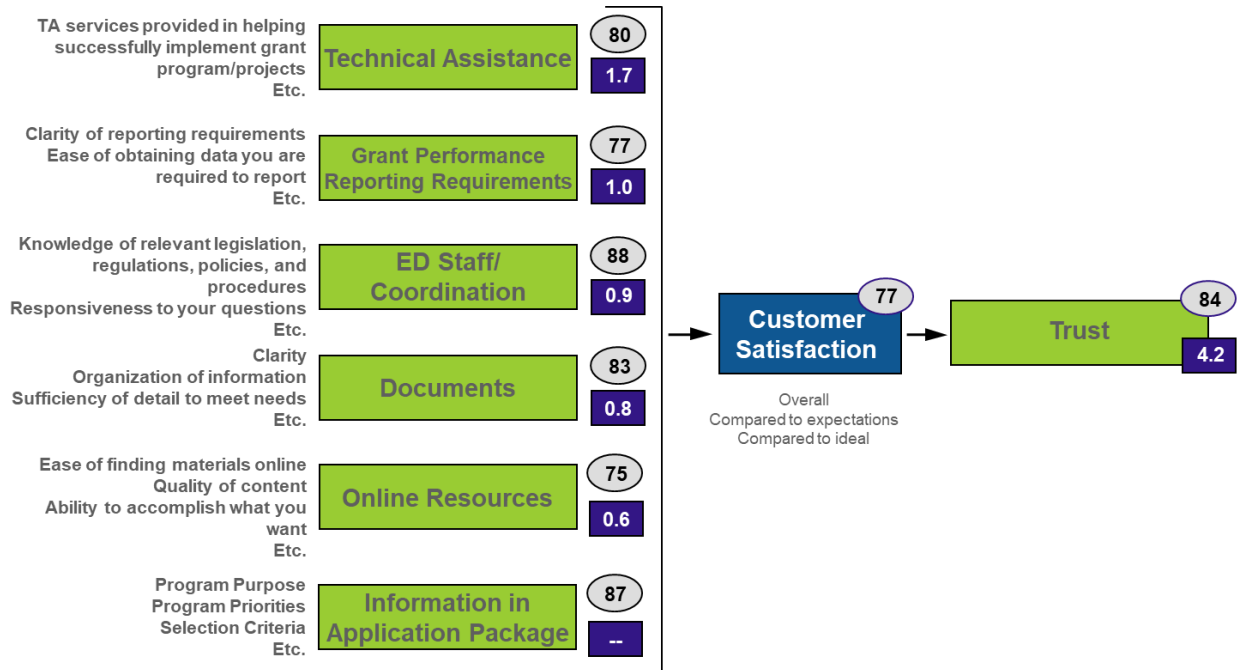 TA services provided in helping
successfully implement grant
program/projects
Etc.
Technical Assistance
80
1.7
Clarity of reporting requirements
Ease of obtaining data you are
required to report
Etc.
Grant Performance
Reporting Requirements
77
1.0
Knowledge of relevant legislation,
regulations, policies, and
procedures
Responsiveness to your questions
Etc.
ED Staff/
Coordination
88
0.9
Clarity
Organization of information
Sufficiency of detail to meet needs
Etc.
Documents
83
0.8
Ease of finding materials online
Quality of content
Ability to accomplish what you
want
Etc.
Online Resources
75
0.6
Program Purpose
Program Priorities
Selection Criteria
Etc.
Information in
Application Package
87
--
Customer
Satisfaction
77
Overall
Compared to expectations
Compared to ideal
Trust
84
4.2